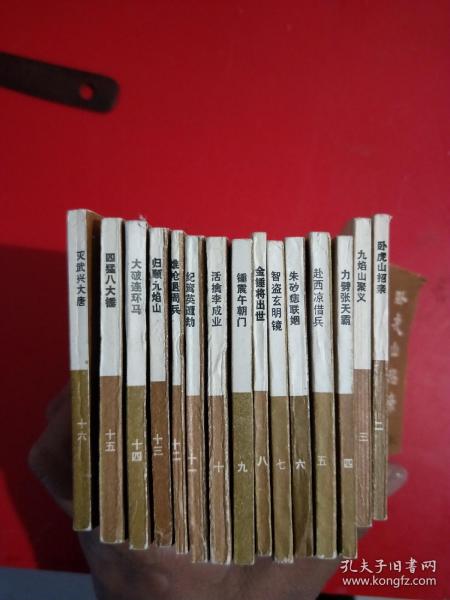 灭武兴大唐
十六
四猛八大锤
十五
大破连环马
十四
归顺九焰山
十三
十二
纪鸾英遭劫
十一
活擒李成业
十
锤震午朝门
九
金锤将出世
八
智盗玄明镜
七
朱砂痣联姻
六
赴西凉借兵
五
力劈张天霸
四
九焰山聚义
三
卧虎山招亲
二
孔夫子旧书网
www.kongfz.com